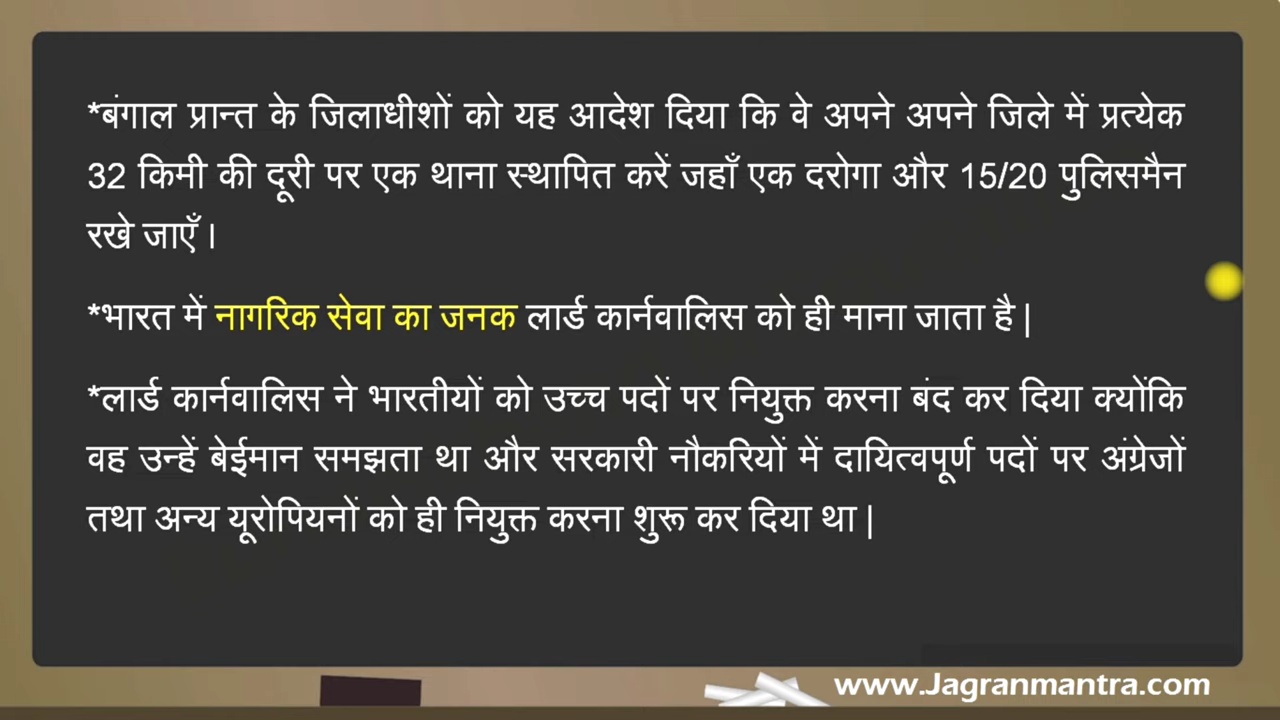 *बंगाल प्रान्त के जिलाधीशों को यह आदेश दिया कि वे अपने अपने जिले में प्रत्येक
32 किमी की दूरी पर एक थाना स्थापित करें जहाँ एक दरोगा और 15/20 पुलिसमैन
रखे जाएँ ।
*भारत में नागरिक सेवा का जनक लार्ड कार्नवालिस को ही माना जाता है |
*लार्ड कार्नवालिस ने भारतीयों को उच्च पदों पर नियुक्त करना बंद कर दिया क्योंकि
वह उन्हें बेईमान समझता था और सरकारी नौकरियों में दायित्वपूर्ण पदों पर अंग्रेजों
तथा अन्य यूरोपियनों को ही नियुक्त करना शुरू कर दिया था |
www.Jagranmantra.com